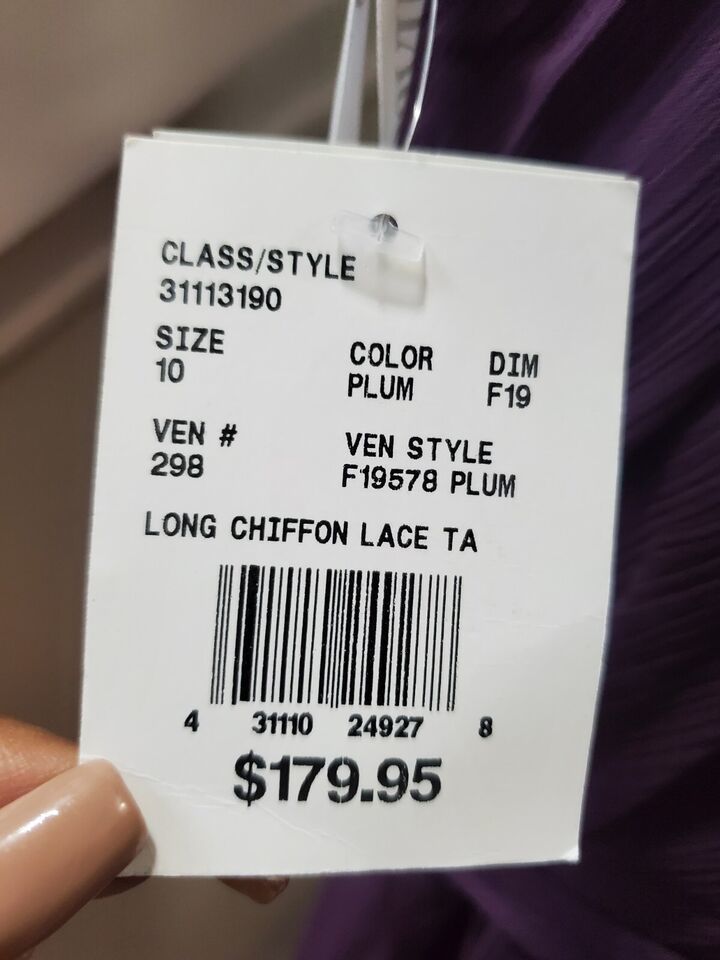 CLASS/STYLE
31113190
SIZE COLOR DIM
10 PLUM F19
VEN # VEN STYLE
298 F19578 PLUM
LONG CHIFFON LACE TA
4 31110 24927 8
$179.95